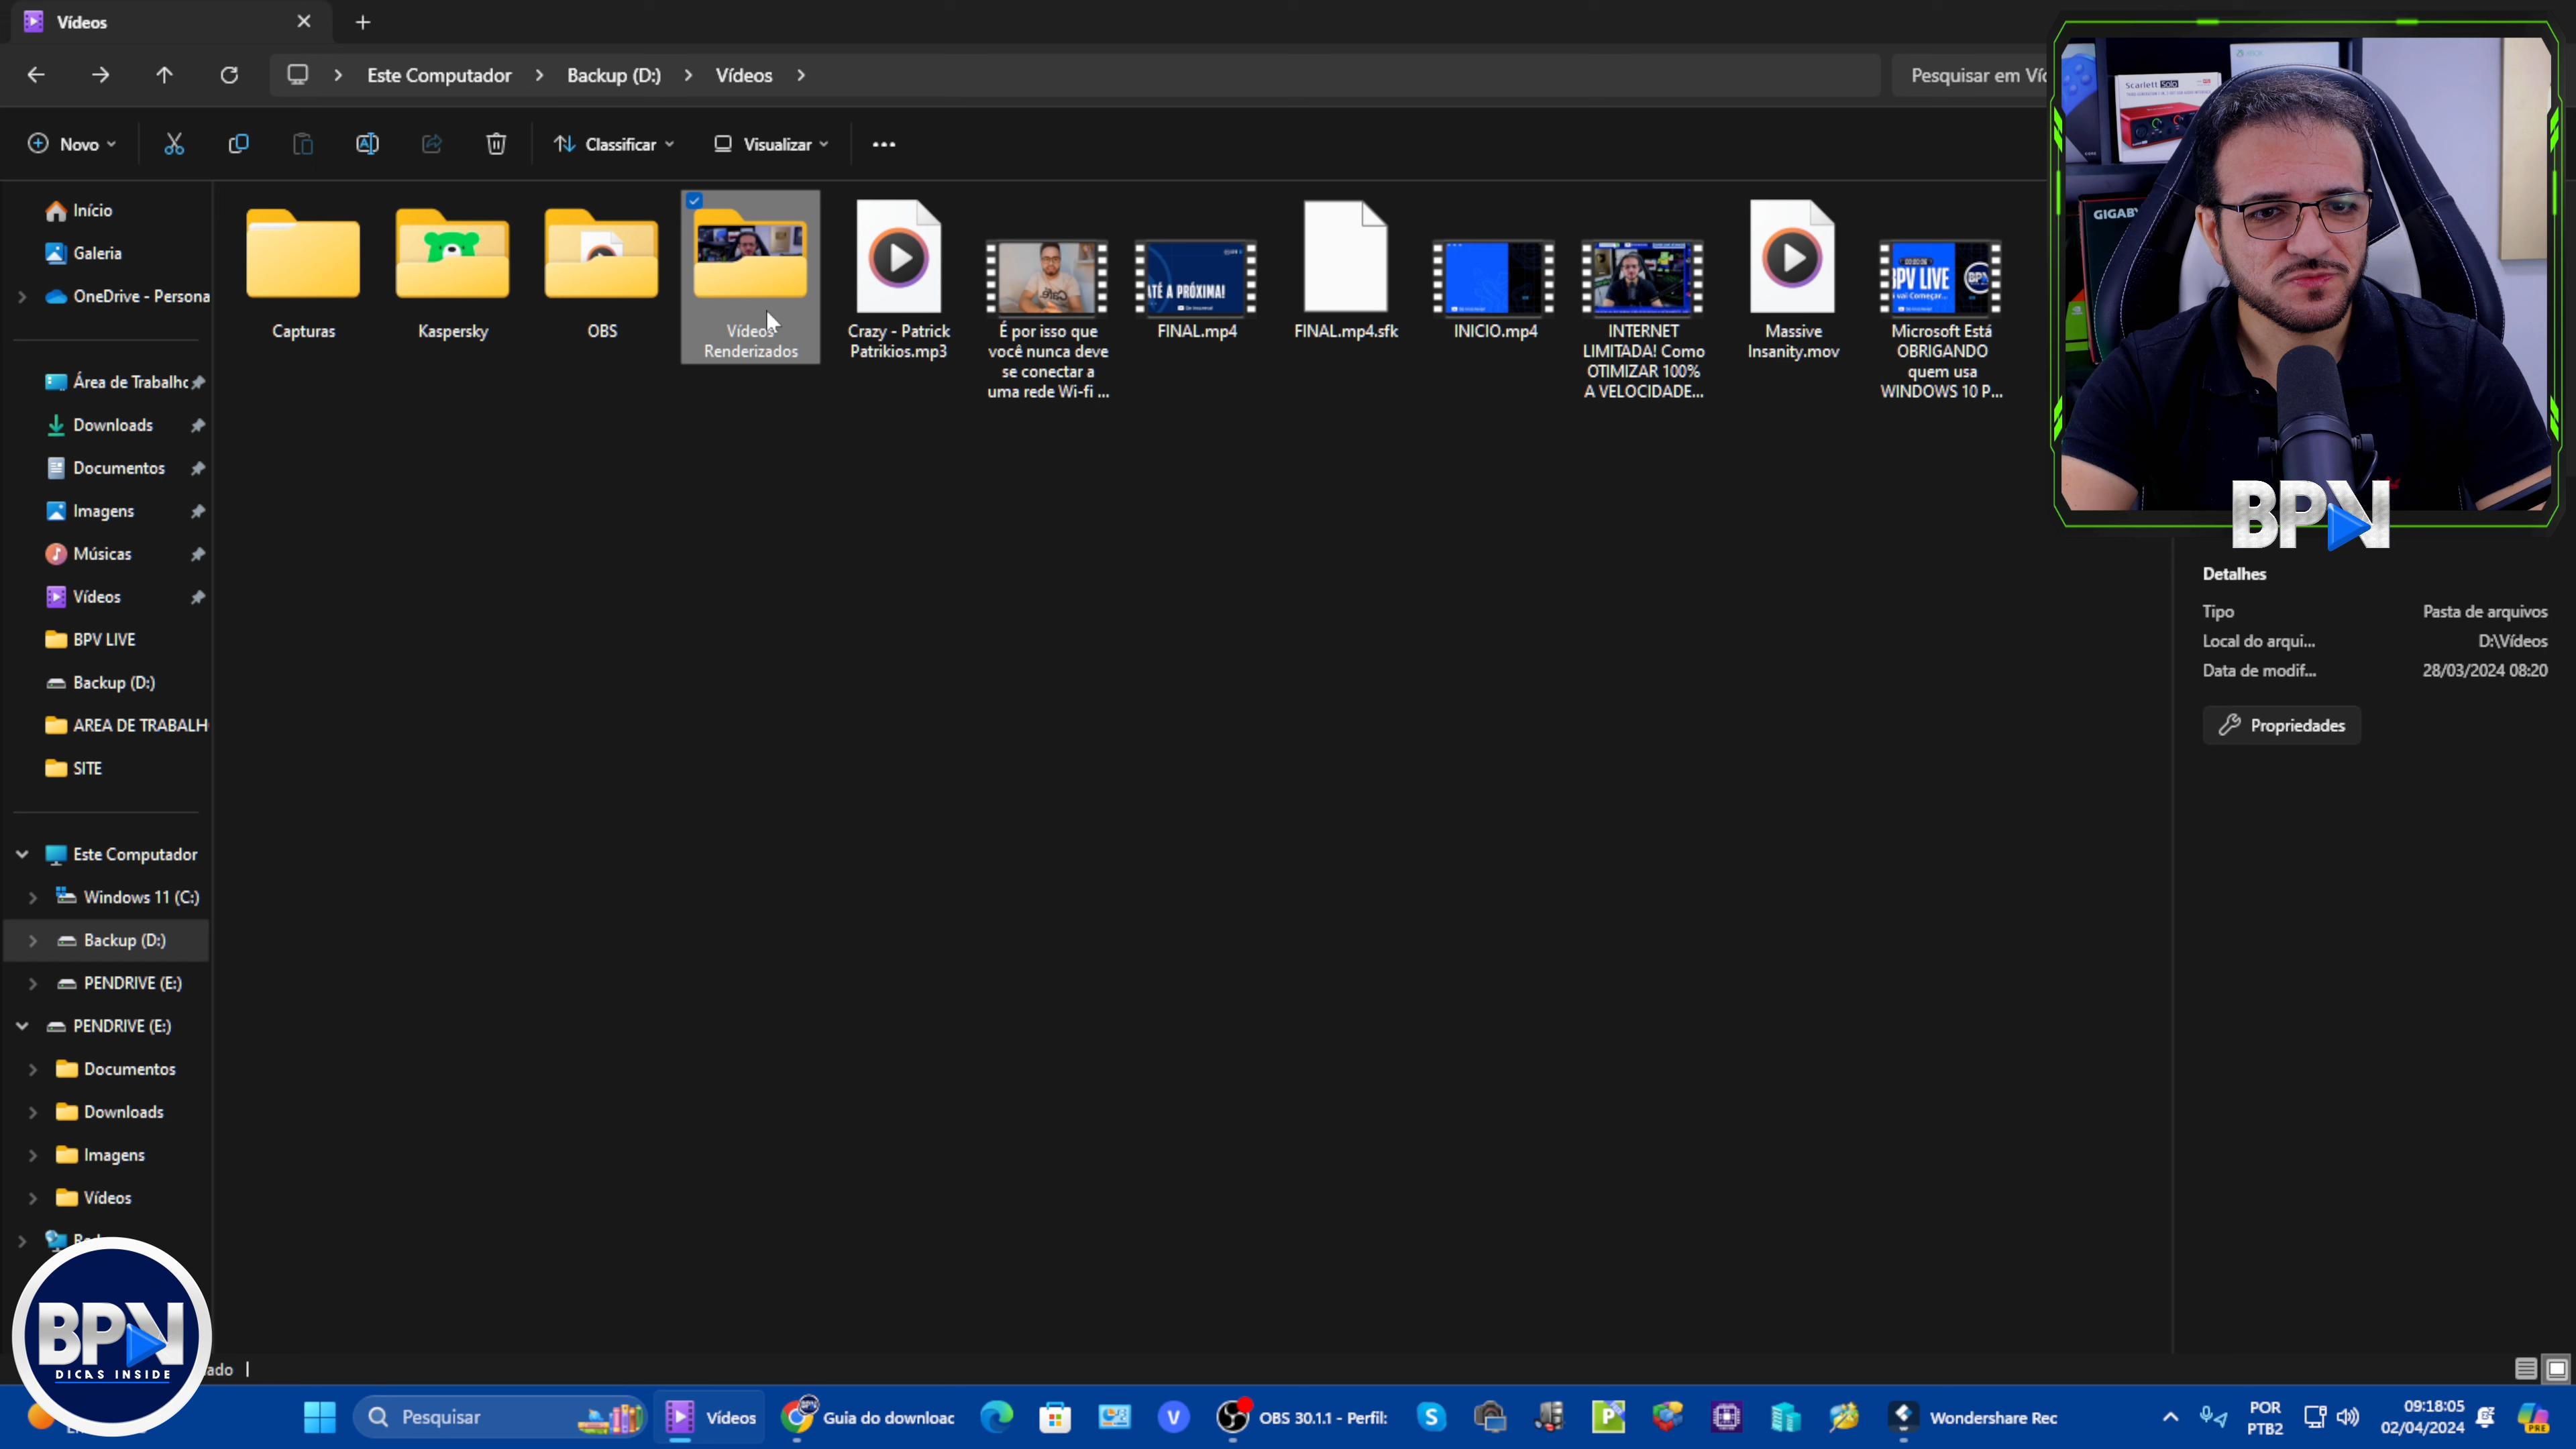 Vídeos
Este Computador
Backup (D:)
Vídeos
Pesquisar em Víc
Novo
Classificar
Visualizar
Início
Galeria
OneDrive - Persona
Área de Trabalho
Downloads
Documentos
Imagens
Músicas
Vídeos
BPV LIVE
Backup (D:)
AREA DE TRABALH
SITE
Este Computador
Windows 11 (C:)
Backup (D:)
PENDRIVE (E:)
PENDRIVE (E:)
Documentos
Downloads
Imagens
Vídeos
Capturas
Kaspersky
OBS
Vídeos
Renderizados
Crazy - Patrick
Patrikios.mp3
É por isso que
você nunca deve
se conectar a
uma rede Wi-fi ...
ATÉ A PRÓXIMA!
FINAL.mp4
FINAL.mp4.sfk
INICIO.mp4
INTERNET
LIMITADA! Como
OTIMIZAR 100%
A VELOCIDADE...
Massive
Insanity.mov
BPV LIVE
vai Começar...
Microsoft Está
OBRIGANDO
quem usa
WINDOWS 10 P...
Scarlett Solo
GIGABY
BPV
Detalhes
Tipo
Pasta de arquivos
Local do arqui...
D:\Vídeos
Data de modif...
28/03/2024 08:20
Propriedades
BPV
DICAS INSIDE
ado
Pesquisar
Vídeos
Guia do downloac
OBS 30.1.1 - Perfil:
Wondershare Rec
POR
PTB2
09:18:05
02/04/2024
PRE